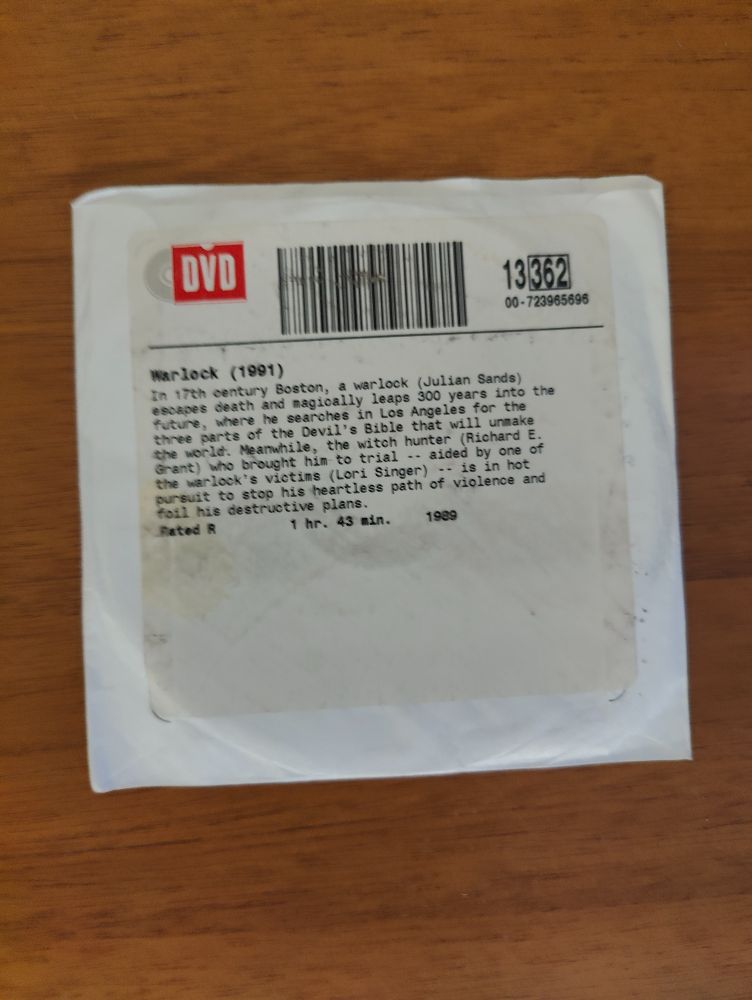 DVD
13 362
00-723965696
Warlock (1991)
In 17th century Boston, a warlock (Julian Sands)
escapes death and magically leaps 300 years into the
future, where he searches in Los Angeles for the
three parts of the Devil's Bible that will unmake
the world. Meanwhile, the witch hunter (Richard E.
Grant) who brought him to trial -- aided by one of
the warlock's victims (Lori Singer) -- is in hot
pursuit to stop his heartless path of violence and
foil his destructive plans.
Rated R 1 hr. 43 min. 1989